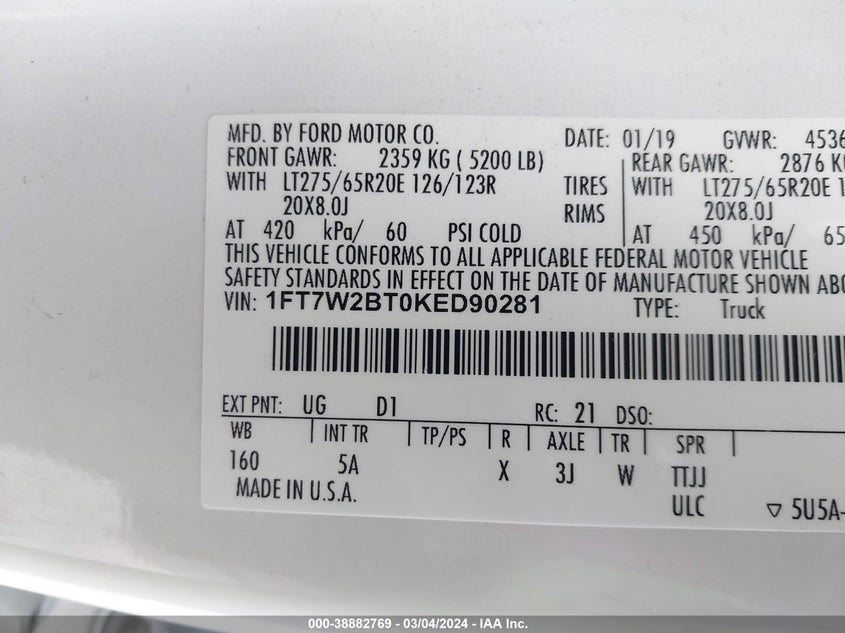 MFD. BY FORD MOTOR CO. DATE: 01/19 GVWR: 4536
FRONT GAWR: 2359 KG ( 5200 LB) REAR GAWR: 2876 KG
WITH LT275/65R20E 126/123R TIRES WITH LT275/65R20E 1
20X8.0J RIMS 20X8.0J
AT 420 kPa/ 60 PSI COLD AT 450 kPa/ 65
THIS VEHICLE CONFORMS TO ALL APPLICABLE FEDERAL MOTOR VEHICLE
SAFETY STANDARDS IN EFFECT ON THE DATE OF MANUFACTURE SHOWN ABO
VIN: 1FT7W2BT0KED90281 TYPE: Truck
EXT PNT: UG D1 RC: 21 DSO:
WB INT TR TP/PS R AXLE TR SPR
160 5A X 3J W TTJJ
MADE IN U.S.A. ULC ▽ 5U5A-
000-38882769 - 03/04/2024 - IAA Inc.